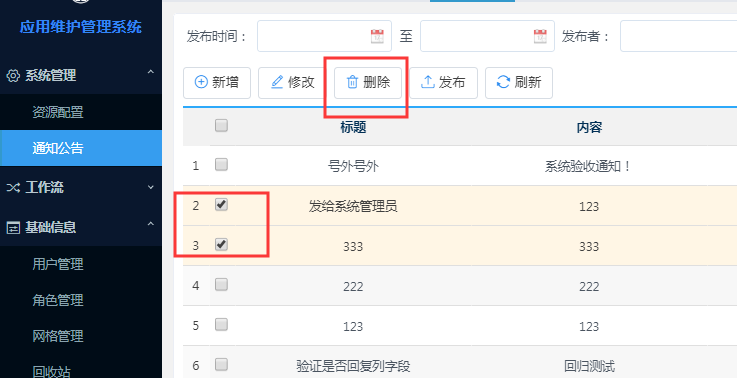 应用维护管理系统
系统管理
资源配置
通知公告
工作流
基础信息
用户管理
角色管理
网格管理
回收站
发布时间： 至 发布者：
新增 修改 删除 发布 刷新
标题 内容
1 号外号外 系统验收通知！
2 发给系统管理员 123
3 333 333
4 222 222
5 123 123
6 验证是否回复列字段 回归测试